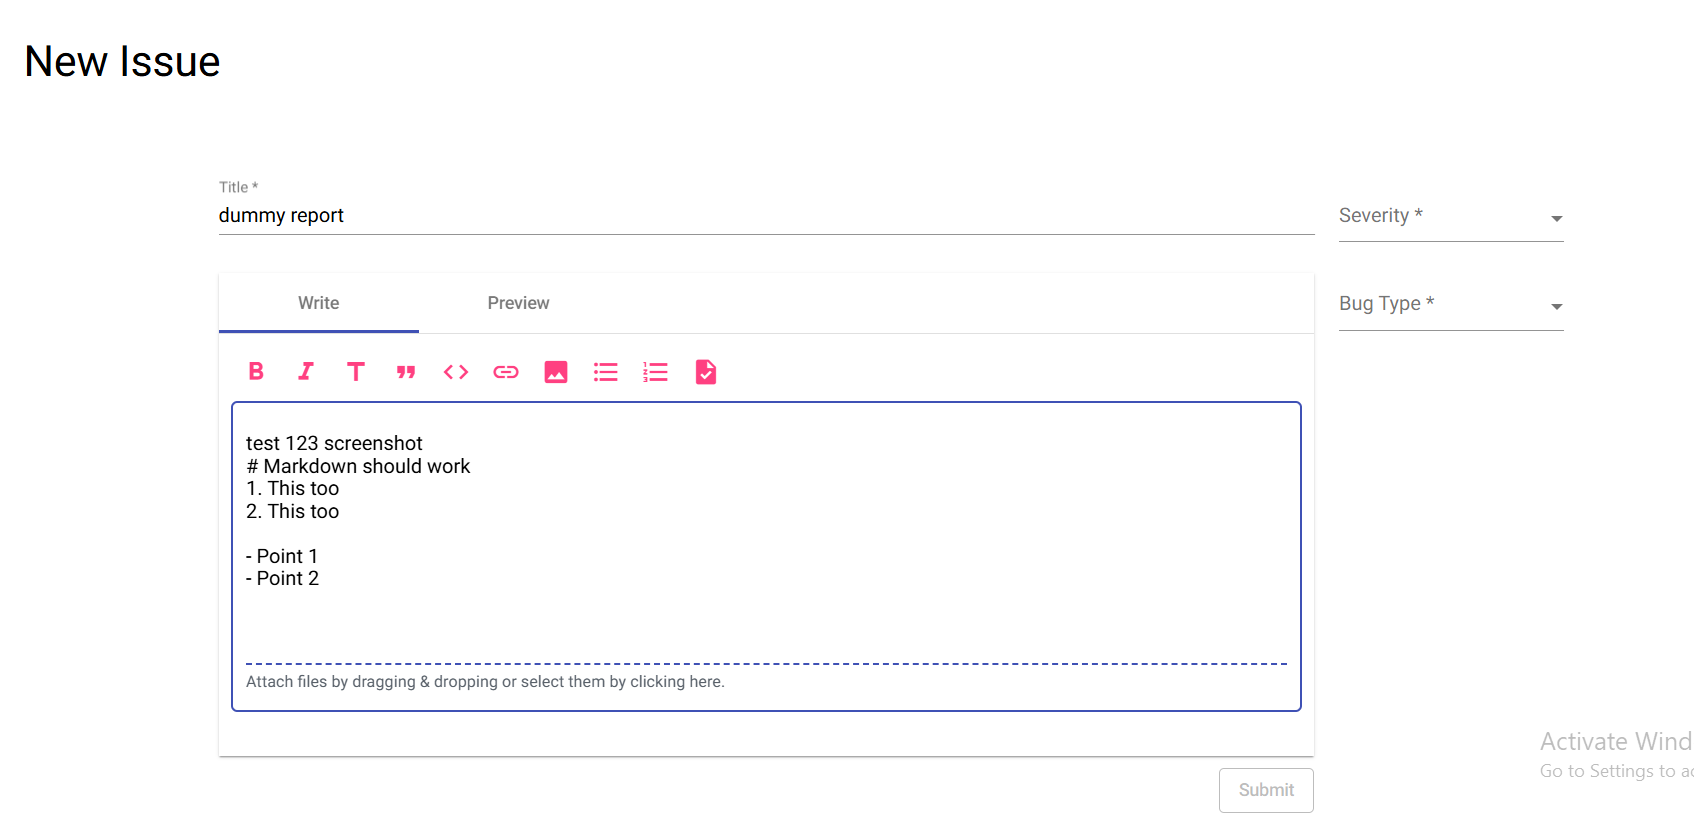 New Issue
Title *
dummy report
Severity *
Write
Preview
Bug Type *
test 123 screenshot
# Markdown should work
1. This too
2. This too
- Point 1
- Point 2
Attach files by dragging & dropping or select them by clicking here.
Activate Wind
Go to Settings to ac
Submit